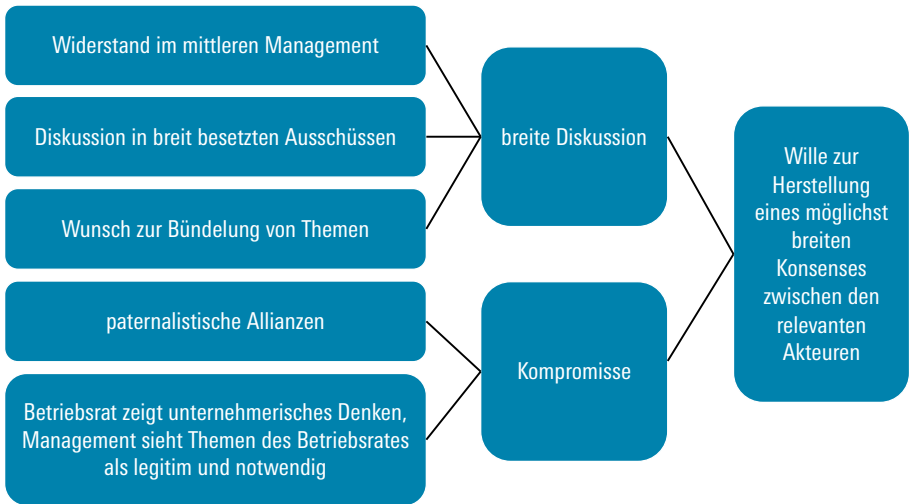 Widerstand im mittleren Management
Diskussion in breit besetzten Ausschüssen
Wunsch zur Bündelung von Themen
paternalistische Allianzen
Betriebsrat zeigt unternehmerisches Denken,
Management sieht Themen des Betriebsrates
als legitim und notwendig
breite Diskussion
Kompromisse
Wille zur
Herstellung
eines möglichst
breiten
Konsenses
zwischen den
relevanten
Akteuren